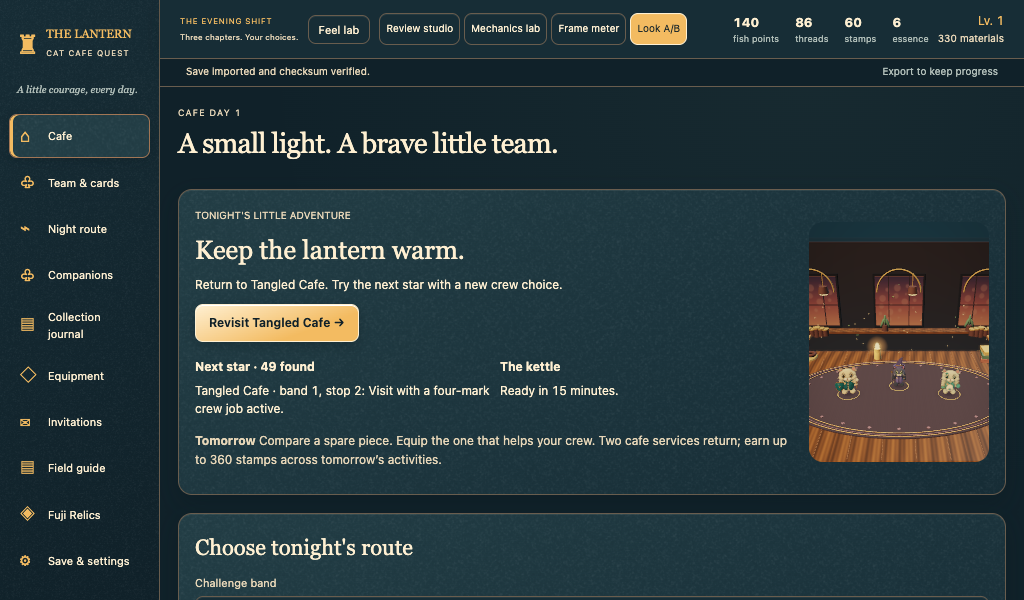 THE LANTERN
CAT CAFE QUEST
A little courage, every day.
Cafe
Team & cards
Night route
Companions
Collection
journal
Equipment
Invitations
Field guide
Fuji Relics
Save & settings
THE EVENING SHIFT
Three chapters. Your choices.
Feel lab
Review studio
Mechanics lab
Frame meter
Look A/B
140
fish points
86
threads
60
stamps
6
essence
Lv. 1
330 materials
Save imported and checksum verified.
Export to keep progress
CAFE DAY 1
A small light. A brave little team.
TONIGHT'S LITTLE ADVENTURE
Keep the lantern warm.
Return to Tangled Cafe. Try the next star with a new crew choice.
Revisit Tangled Cafe →
Next star · 49 found
Tangled Cafe · band 1, stop 2: Visit with a four-mark
crew job active.
The kettle
Ready in 15 minutes.
Tomorrow Compare a spare piece. Equip the one that helps your crew. Two cafe services return; earn up
to 360 stamps across tomorrow's activities.
Choose tonight's route
Challenge band